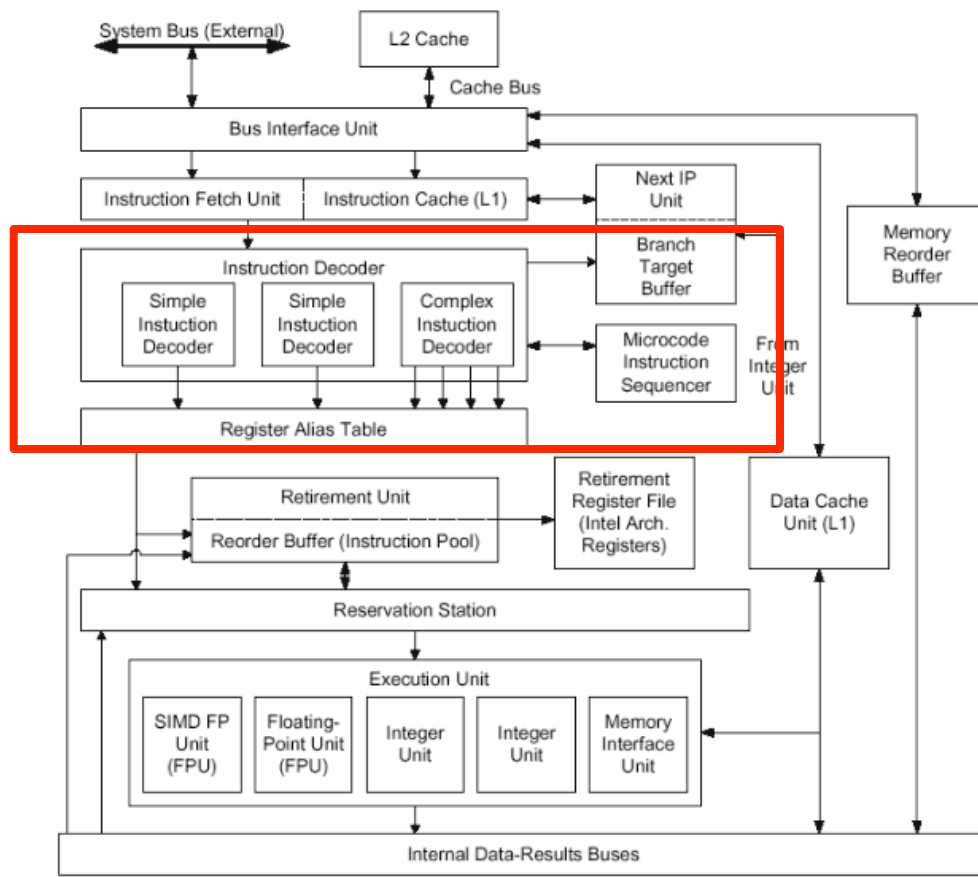 System Bus (External)
L2 Cache
Cache Bus
Bus Interface Unit
Instruction Fetch Unit
Instruction Cache (L1)
Next IP
Unit
Branch
Target
Buffer
Memory
Reorder
Buffer
Instruction Decoder
Simple
Instuction
Decoder
Simple
Instuction
Decoder
Complex
Instuction
Decoder
Microcode
Instruction
Sequencer
From
Integer
Unit
Register Alias Table
Retirement Unit
Reorder Buffer (Instruction Pool)
Retirement
Register File
(Intel Arch.
Registers)
Data Cache
Unit (L1)
Reservation Station
Execution Unit
SIMD FP
Unit
(FPU)
Floating-
Point Unit
(FPU)
Integer
Unit
Integer
Unit
Memory
Interface
Unit
Internal Data-Results Buses